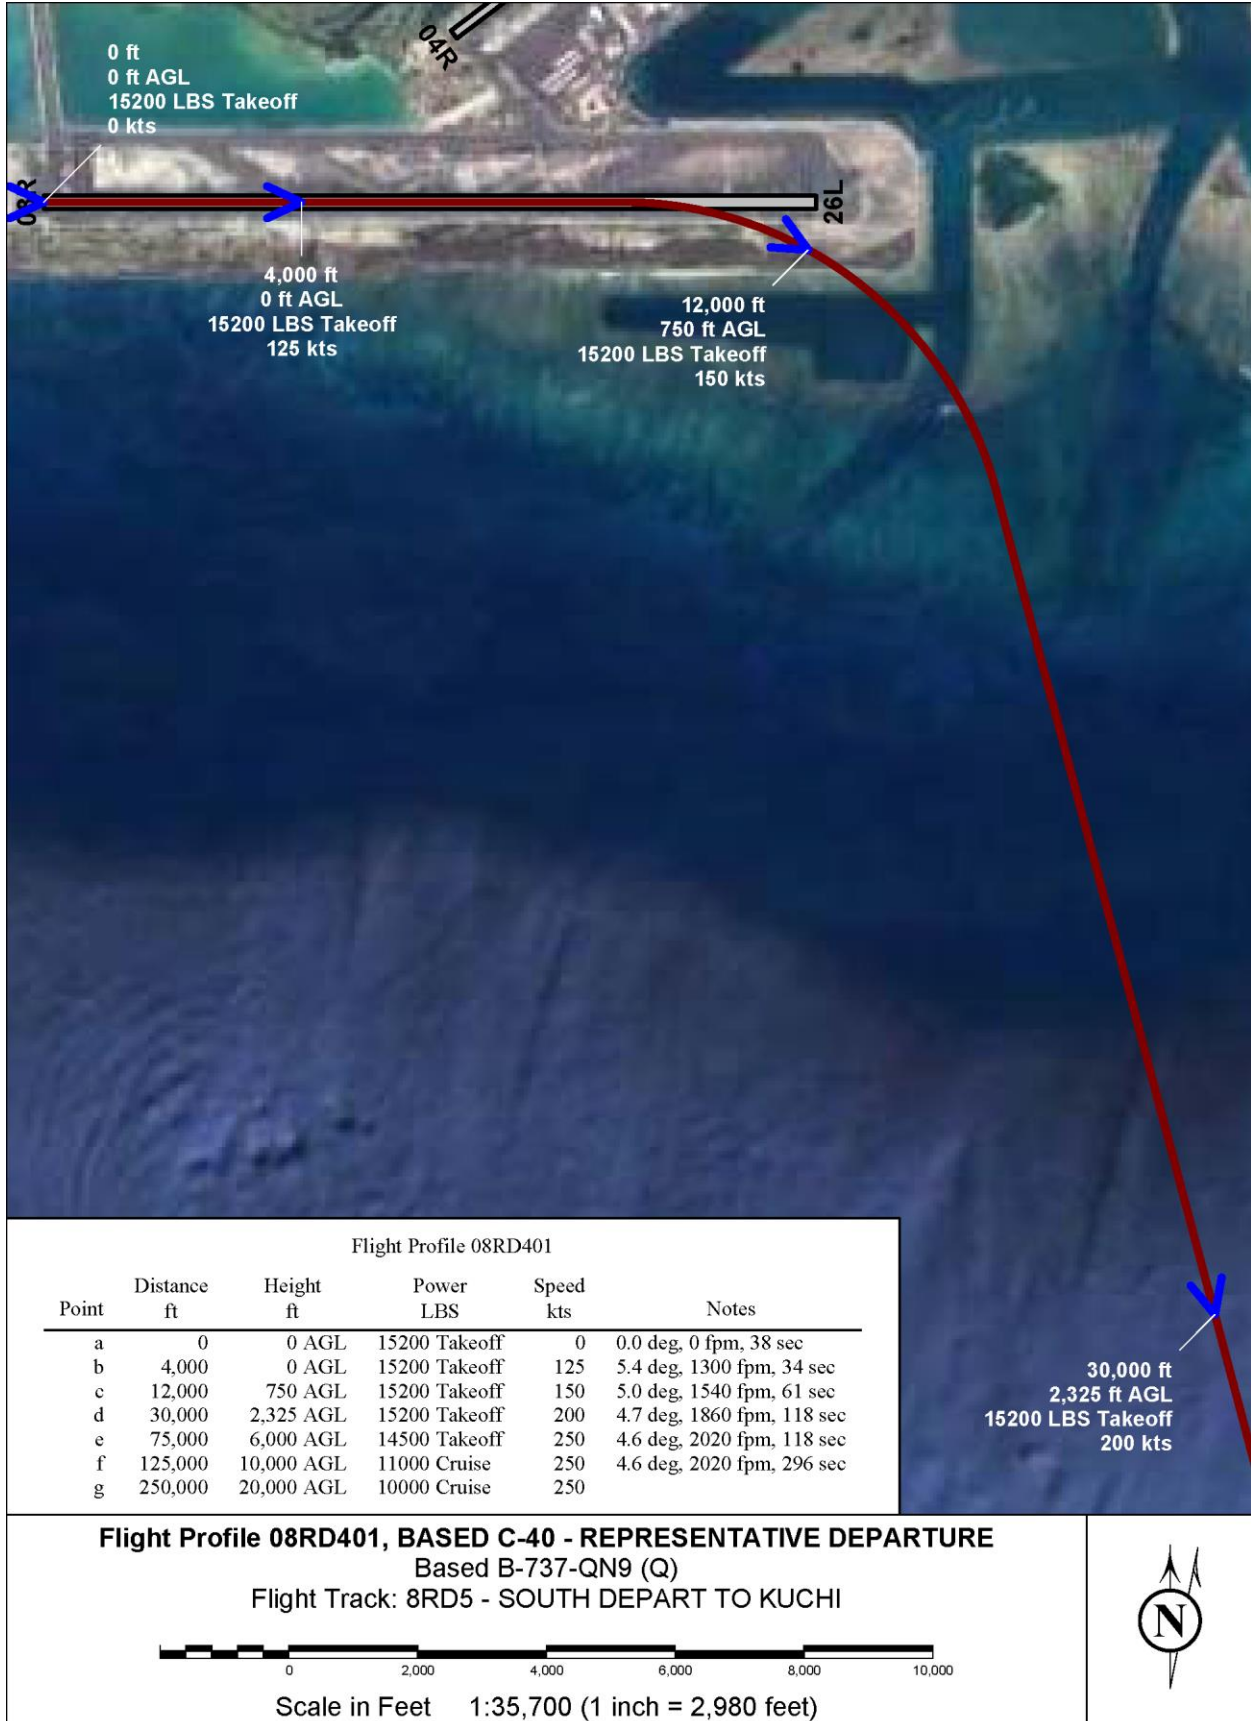 04R
0 ft
0 ft AGL
15200 LBS Takeoff
0 kts
08R
26L
4,000 ft
0 ft AGL
15200 LBS Takeoff
125 kts
12,000 ft
750 ft AGL
15200 LBS Takeoff
150 kts
30,000 ft
2,325 ft AGL
15200 LBS Takeoff
200 kts
Flight Profile 08RD401
Distance Height Power Speed
Point ft ft LBS kts Notes
a 0 0 AGL 15200 Takeoff 0 0.0 deg, 0 fpm, 38 sec
b 4,000 0 AGL 15200 Takeoff 125 5.4 deg, 1300 fpm, 34 sec
c 12,000 750 AGL 15200 Takeoff 150 5.0 deg, 1540 fpm, 61 sec
d 30,000 2,325 AGL 15200 Takeoff 200 4.7 deg, 1860 fpm, 118 sec
e 75,000 6,000 AGL 14500 Takeoff 250 4.6 deg, 2020 fpm, 118 sec
f 125,000 10,000 AGL 11000 Cruise 250 4.6 deg, 2020 fpm, 296 sec
g 250,000 20,000 AGL 10000 Cruise 250
Flight Profile 08RD401, BASED C-40 - REPRESENTATIVE DEPARTURE
Based B-737-QN9 (Q)
Flight Track: 8RD5 - SOUTH DEPART TO KUCHI
0 2,000 4,000 6,000 8,000 10,000
Scale in Feet 1:35,700 (1 inch = 2,980 feet)
N